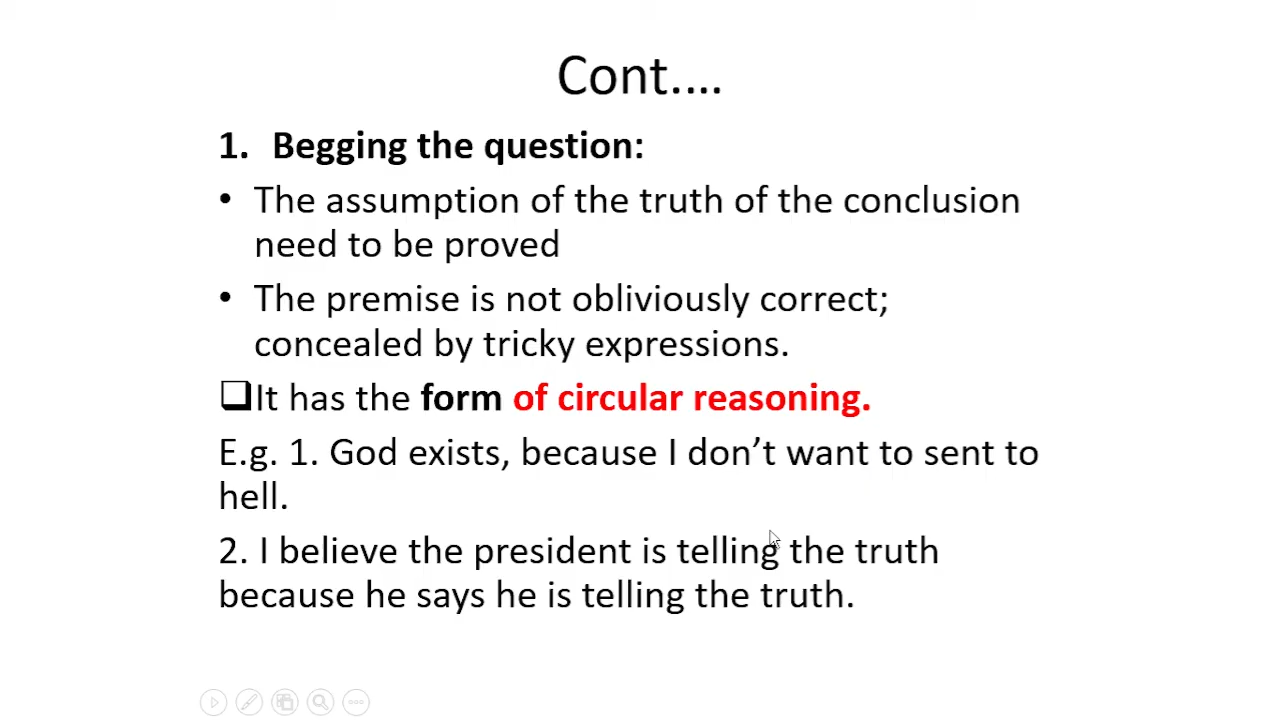 Cont.…
1. Begging the question:
• The assumption of the truth of the conclusion
need to be proved
• The premise is not obliviously correct;
concealed by tricky expressions.
❑It has the form of circular reasoning.
E.g. 1. God exists, because I don’t want to sent to
hell.
2. I believe the president is telling the truth
because he says he is telling the truth.